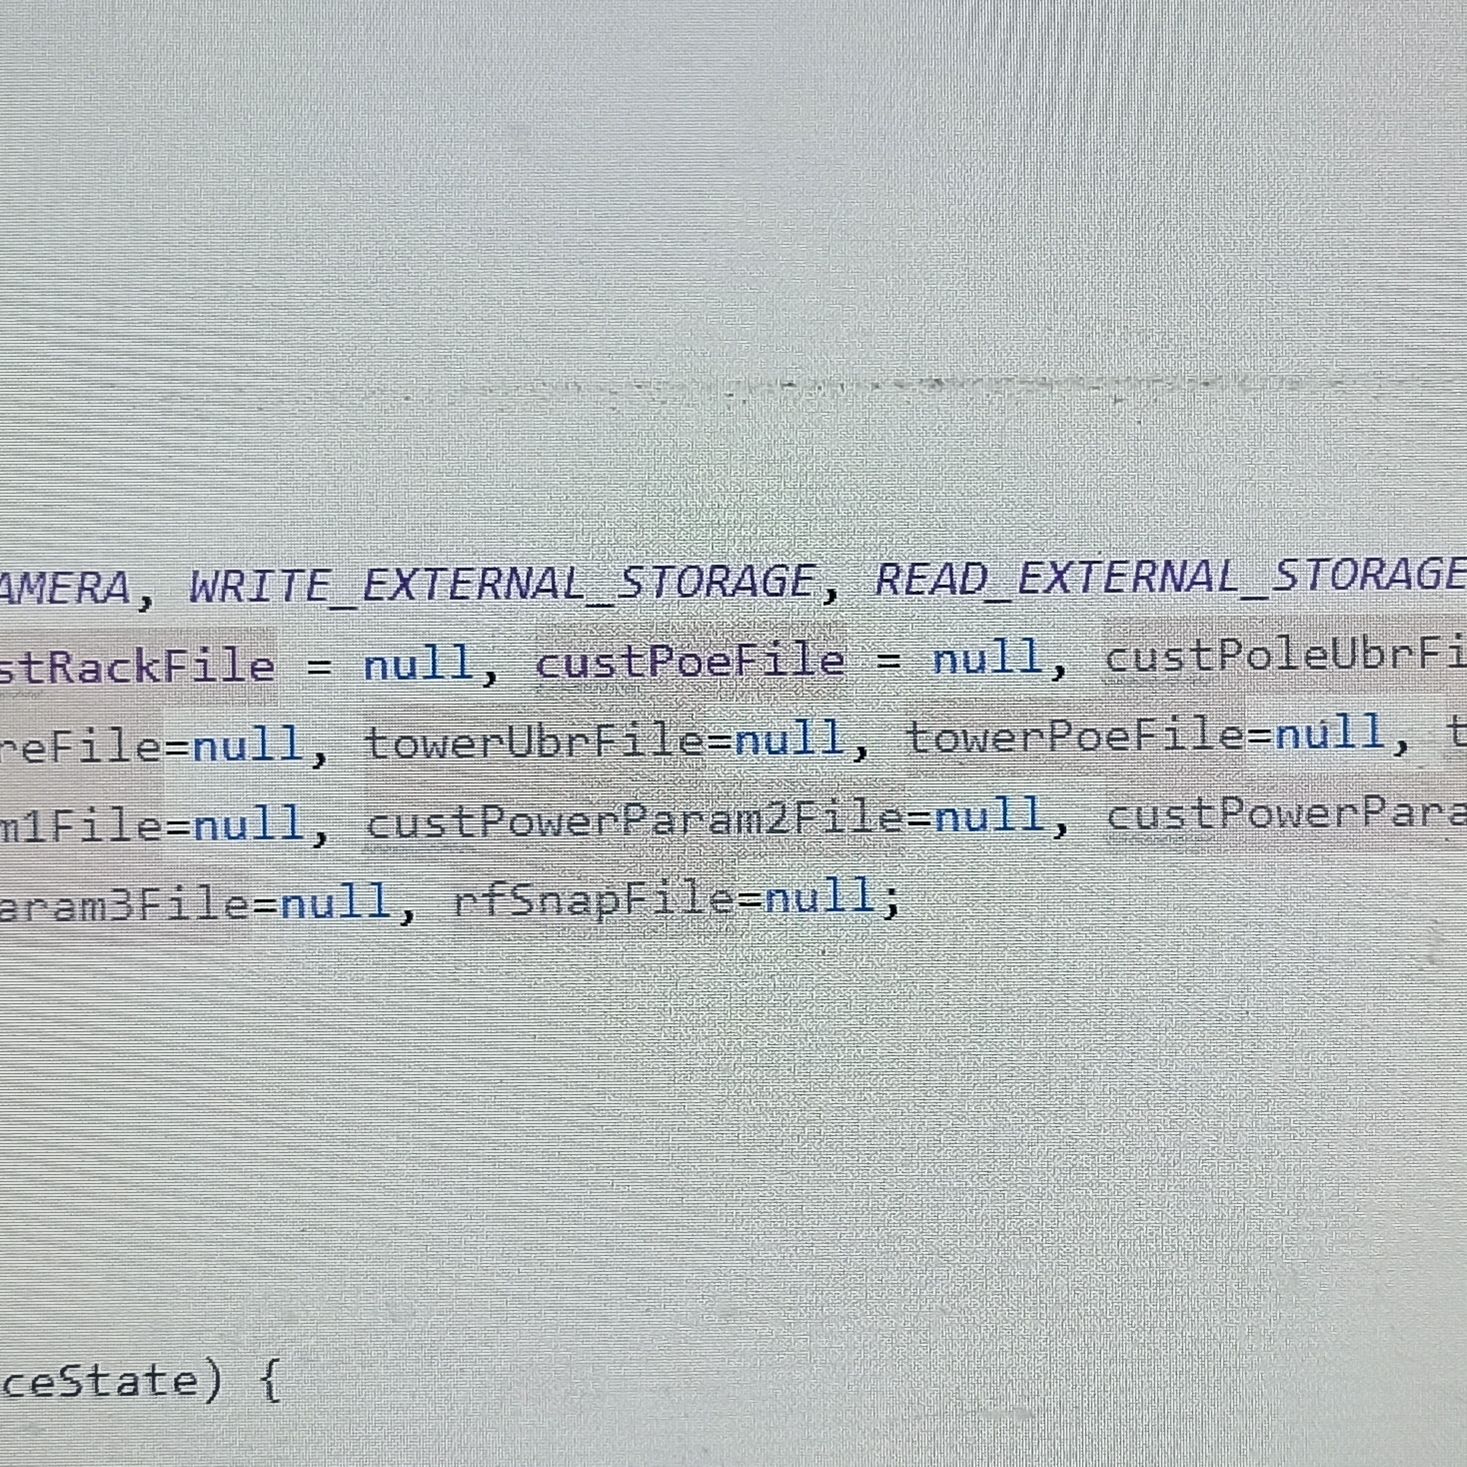 AMERA, WRITE_EXTERNAL_STORAGE, READ_EXTERNAL_STORAGE
stRackFile = null, custPoeFile = null, custPoleUbrFi
reFile=null, towerUbrFile=null, towerPoeFile=null, t
m1File=null, custPowerParam2File=null, custPowerPara
aram3File=null, rfSnapFile=null;
ceState) {